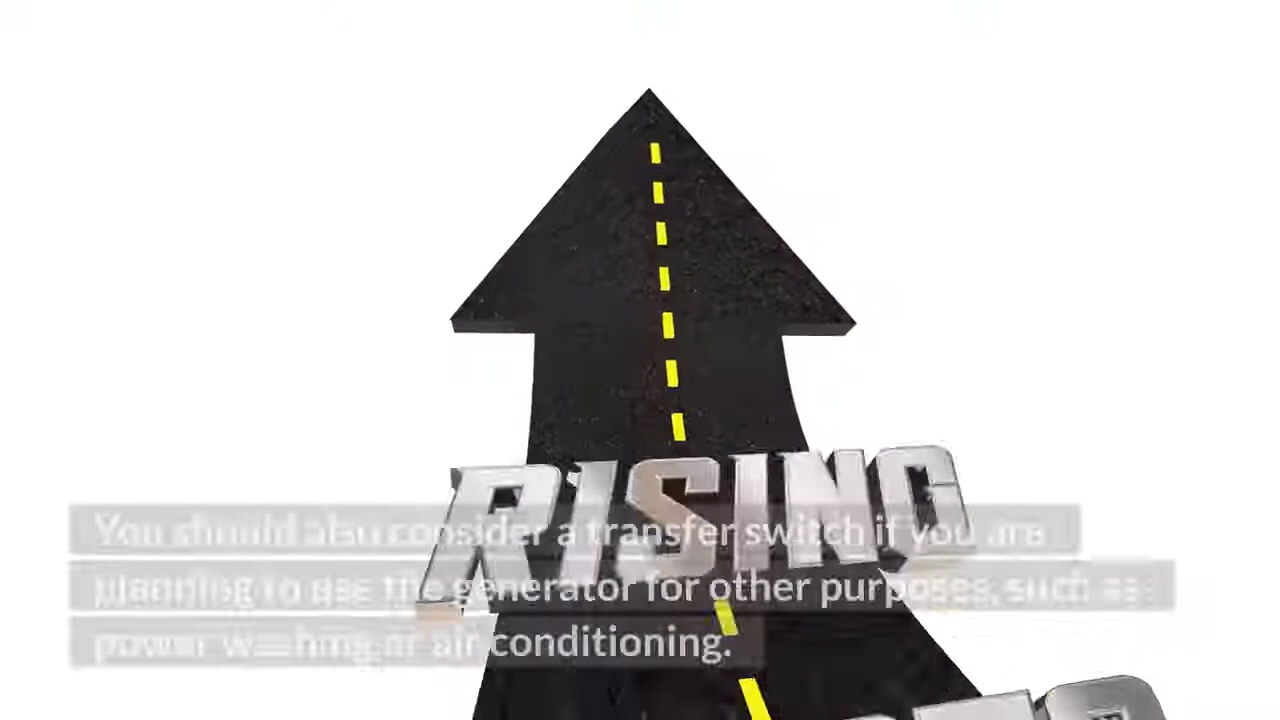 RISING
You should also consider a transfer switch if you are
planning to use the generator for other purposes, such as
power washing or air conditioning.